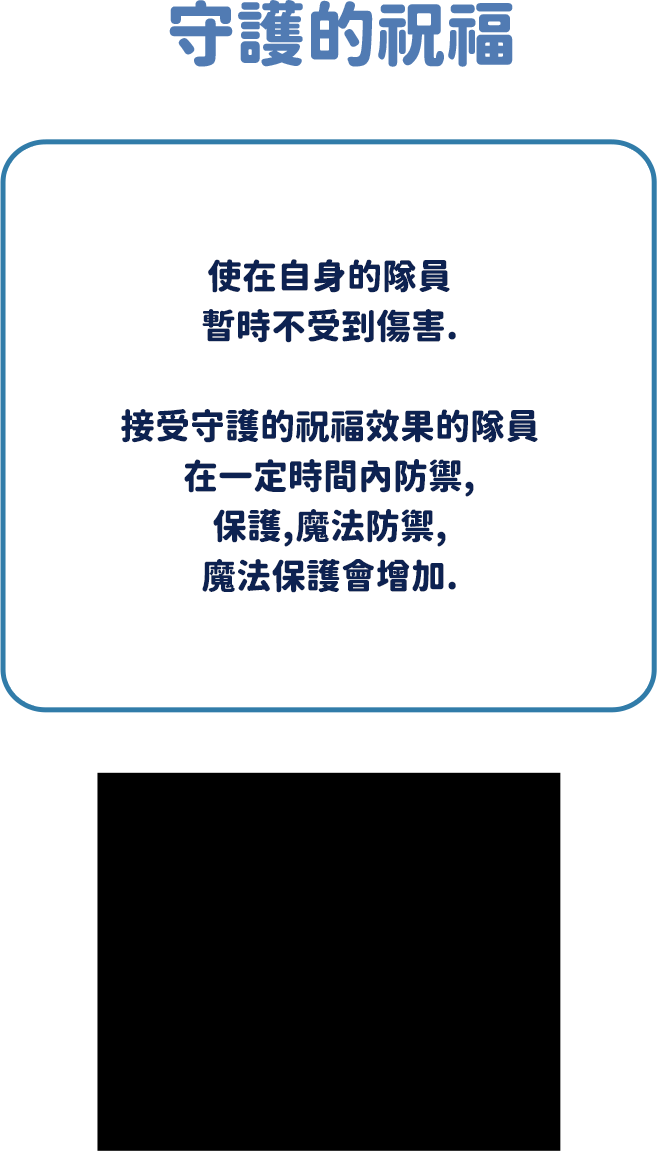 守護的祝福
使在自身的隊員
暫時不受到傷害.
接受守護的祝福效果的隊員
在一定時間內防禦,
保護,魔法防禦,
魔法保護會增加.